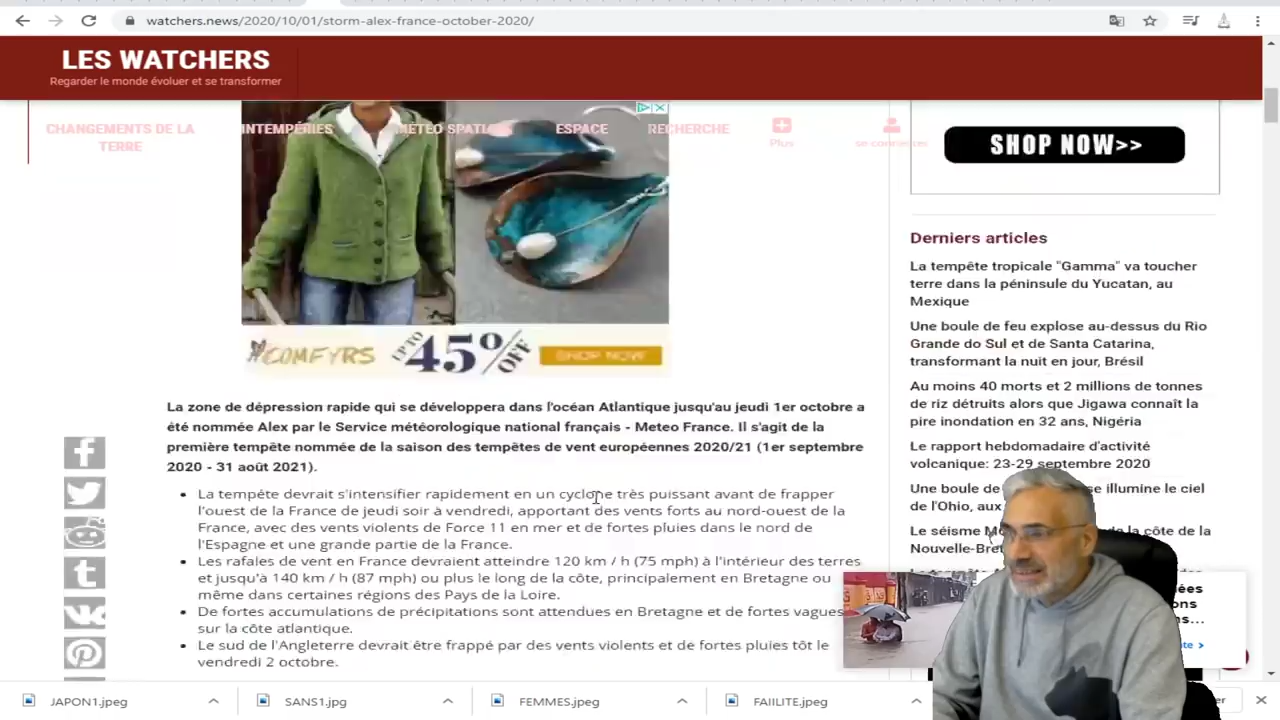 watchers.news/2020/10/01/storm-alex-france-october-2020/
LES WATCHERS
Regarder le monde évoluer et se transformer
CHANGEMENTS DE LA
TERRE
INTEMPÉRIES
MÉTÉO SPATIALE
ESPACE
RECHERCHE
Plus
se connecter
COMFYRS
UP TO
45% OFF
SHOP NOW
SHOP NOW>>
La zone de dépression rapide qui se développera dans l'océan Atlantique jusqu'au jeudi 1er octobre a
été nommée Alex par le Service météorologique national français - Meteo France. Il s'agit de la
première tempête nommée de la saison des tempêtes de vent européennes 2020/21 (1er septembre
2020 - 31 août 2021).
La tempête devrait s'intensifier rapidement en un cyclone très puissant avant de frapper
l'ouest de la France de jeudi soir à vendredi, apportant des vents forts au nord-ouest de la
France, avec des vents violents de Force 11 en mer et de fortes pluies dans le nord de
l'Espagne et une grande partie de la France.
Les rafales de vent en France devraient atteindre 120 km / h (75 mph) à l'intérieur des terres
et jusqu'à 140 km / h (87 mph) ou plus le long de la côte, principalement en Bretagne ou
même dans certaines régions des Pays de la Loire.
De fortes accumulations de précipitations sont attendues en Bretagne et de fortes vagues
sur la côte atlantique.
Le sud de l'Angleterre devrait être frappé par des vents violents et de fortes pluies tôt le
vendredi 2 octobre.
Derniers articles
La tempête tropicale "Gamma" va toucher
terre dans la péninsule du Yucatan, au
Mexique
Une boule de feu explose au-dessus du Rio
Grande do Sul et de Santa Catarina,
transformant la nuit en jour, Brésil
Au moins 40 morts et 2 millions de tonnes
de riz détruits alors que Jigawa connaît la
pire inondation en 32 ans, Nigéria
Le rapport hebdomadaire d'activité
volcanique: 23-29 septembre 2020
Une boule de se illumine le ciel
de l'Ohio, aux
Le séisme de la côte de la
JAPON1.jpeg
SANS1.jpg
FEMMES.jpeg
FAIILITE.jpeg